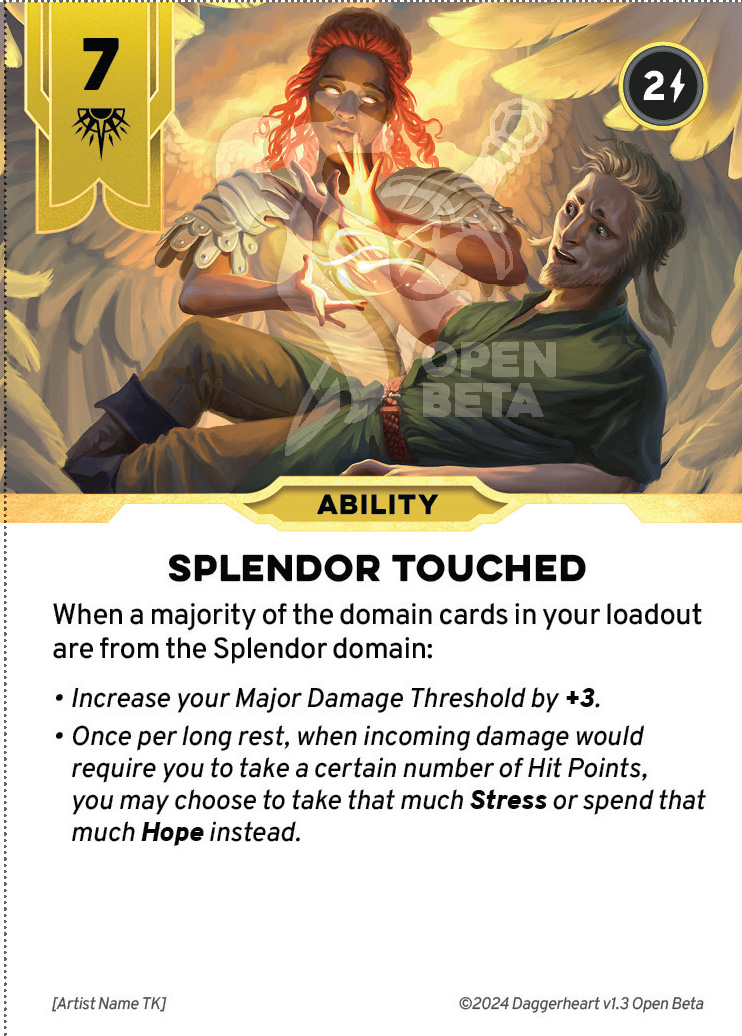 7
2
OPEN
BETA
ABILITY
SPLENDOR TOUCHED
When a majority of the domain cards in your loadout
are from the Splendor domain:
• Increase your Major Damage Threshold by +3.
• Once per long rest, when incoming damage would
require you to take a certain number of Hit Points,
you may choose to take that much Stress or spend that
much Hope instead.
[Artist Name TK]
©2024 Daggerheart v1.3 Open Beta